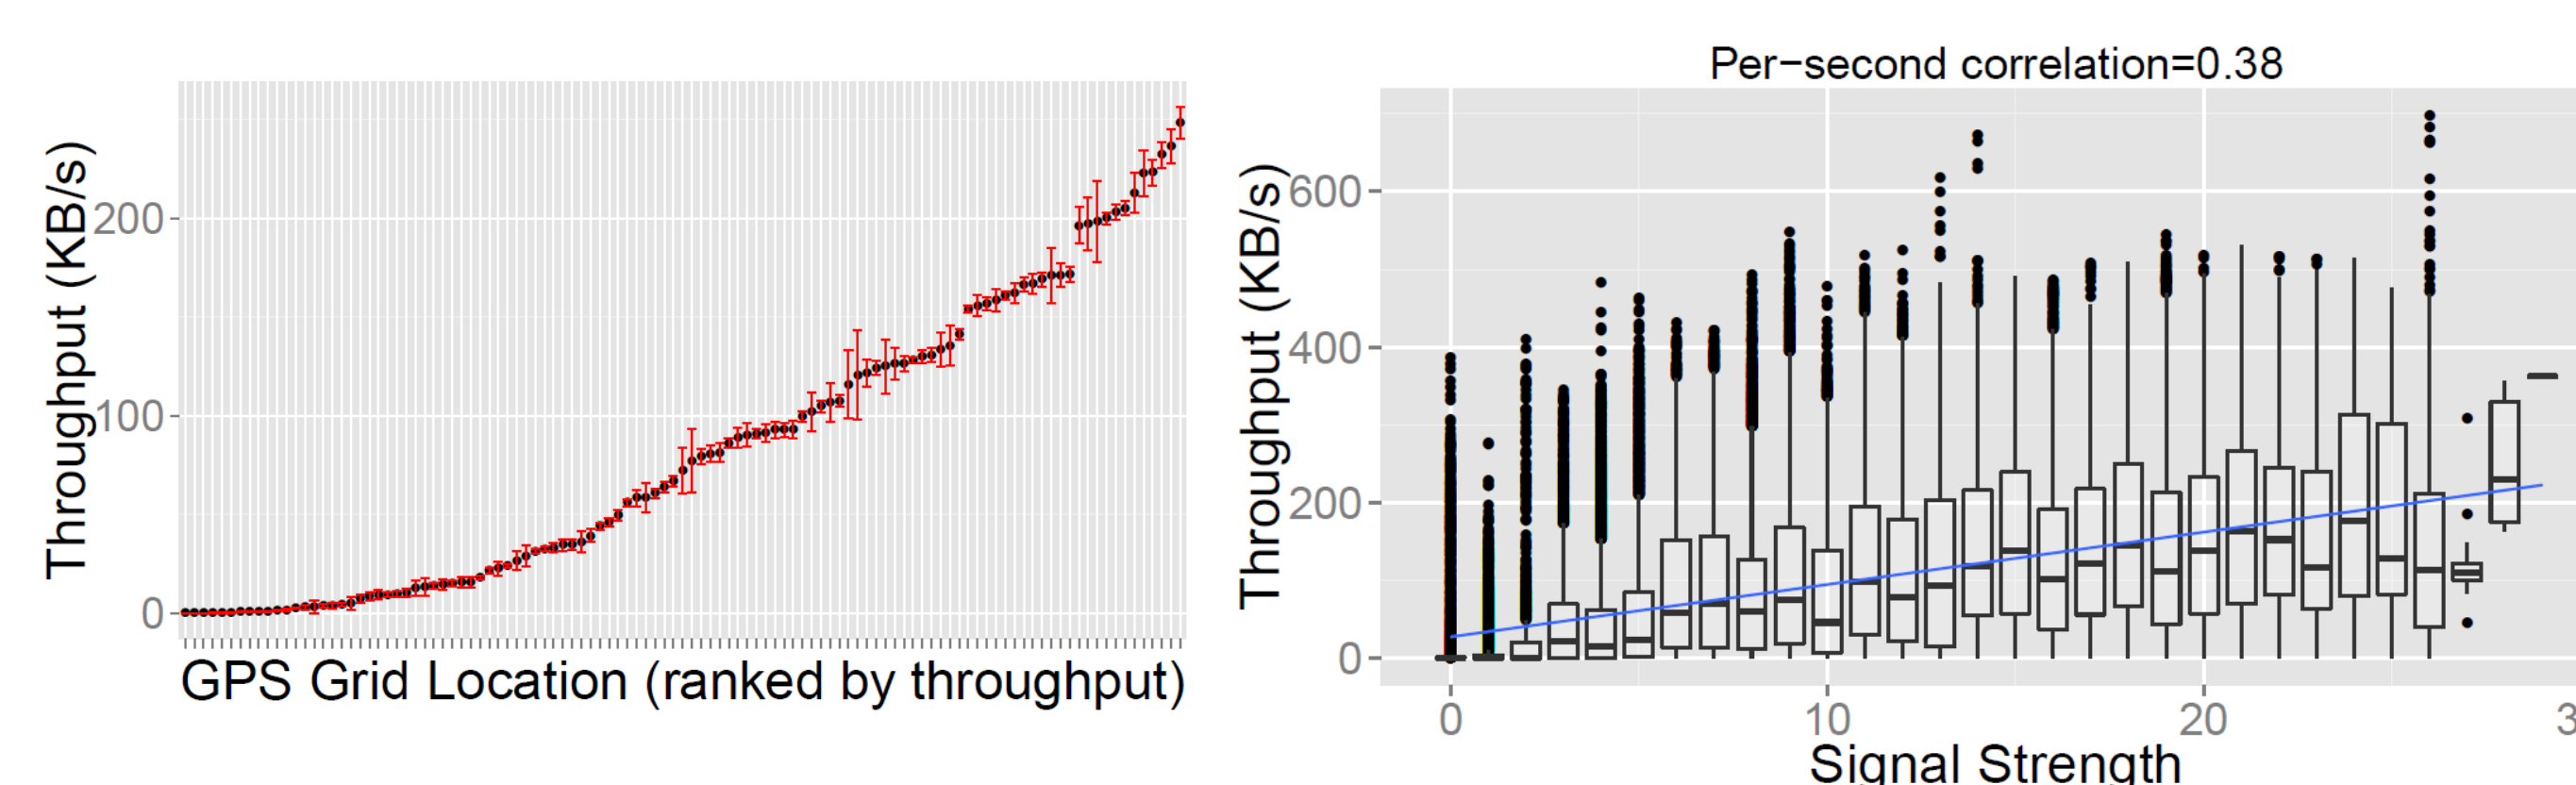 Throughput (KB/s)
200
100
0
GPS Grid Location (ranked by throughput)
Per−second correlation=0.38
Throughput (KB/s)
600
400
200
0
0 10 20 3
Signal Strength